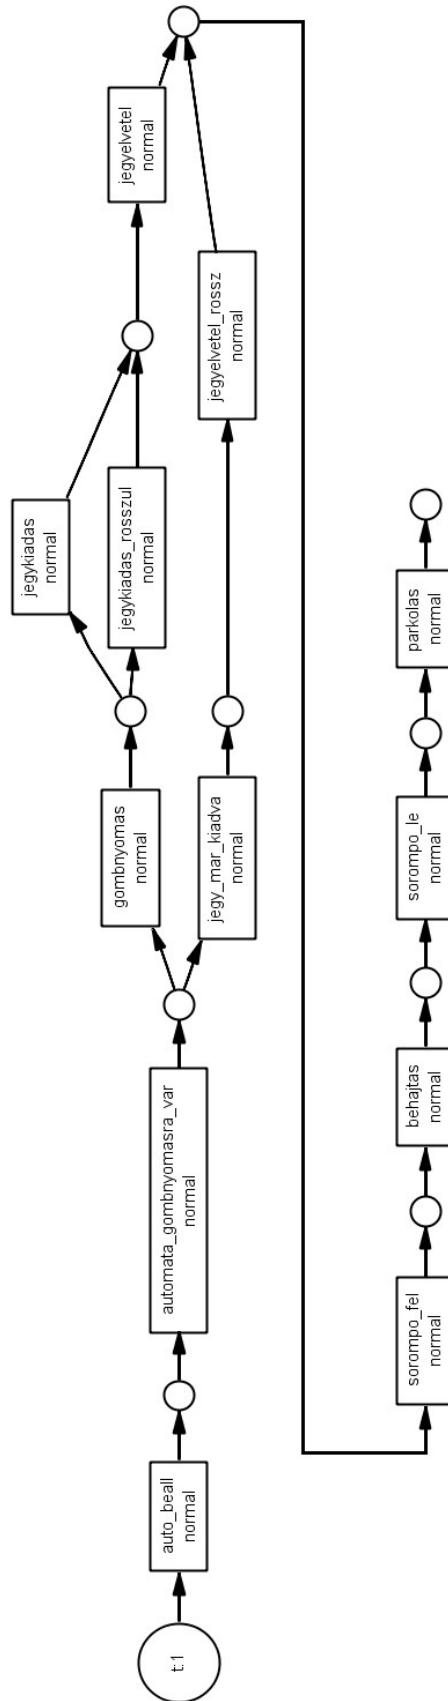 t:1
auto_beall
normal
automata_gombnyomasra_var
normal
gombnyomas
normal
jegy_mar_kiadva
normal
jegykiadas
normal
jegykiadas_rosszul
normal
jegyelvetel
normal
jegyelvetel_rossz
normal
sorompo_fel
normal
behajtas
normal
sorompo_le
normal
parkolas
normal